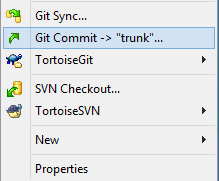 Git Sync...
Git Commit -> "trunk"...
TortoiseGit
SVN Checkout...
TortoiseSVN
New
Properties